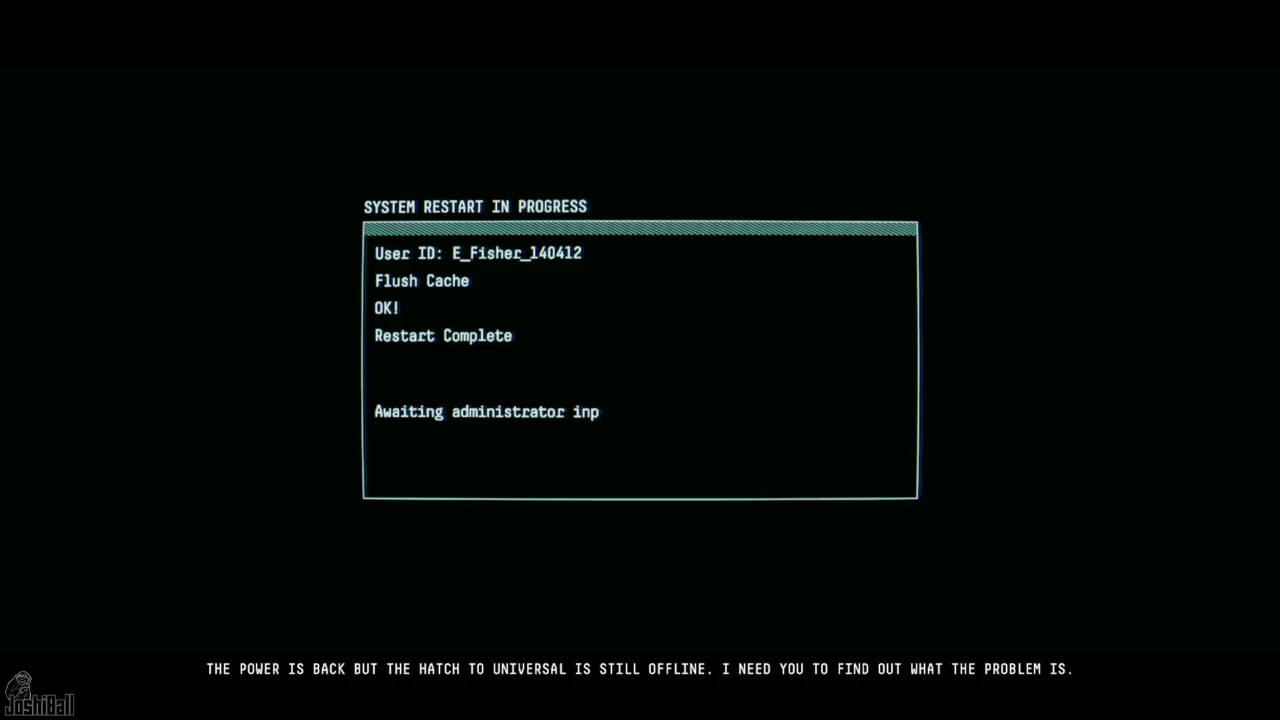 SYSTEM RESTART IN PROGRESS
User ID: E_Fisher_140412
Flush Cache
OK!
Restart Complete
Awaiting administrator inp
THE POWER IS BACK BUT THE HATCH TO UNIVERSAL IS STILL OFFLINE. I NEED YOU TO FIND OUT WHAT THE PROBLEM IS.
JoshiBall